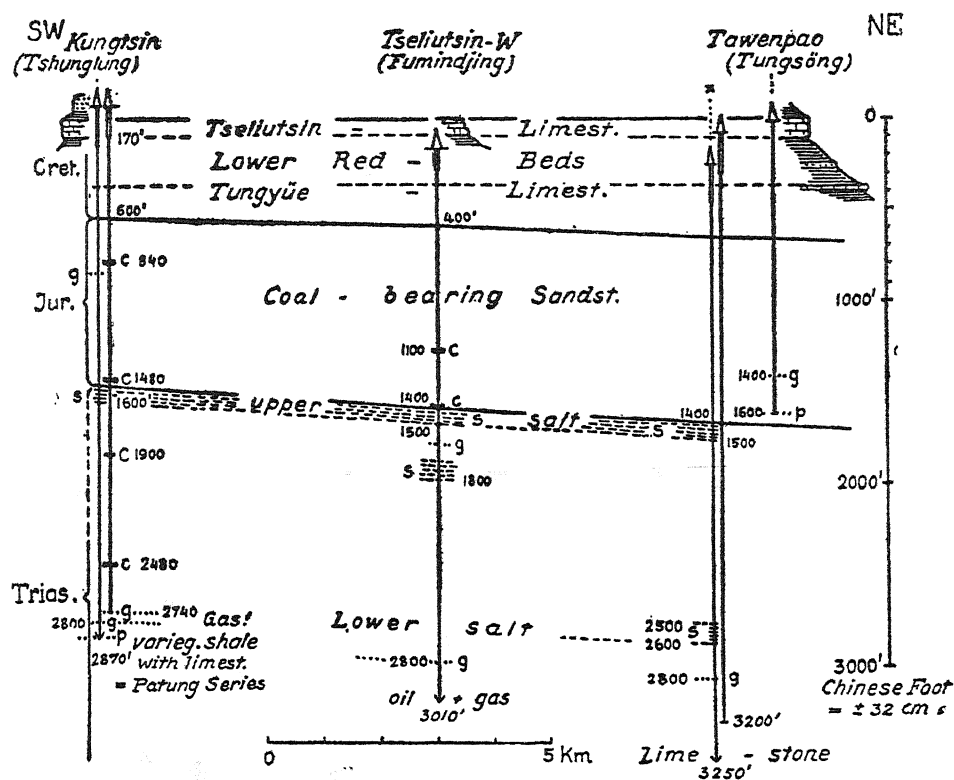 SW Kungtsin Tseliutsin-W Tawenpao NE
(Tshunglung) (Fumindjing) (Tungsöng)
0
170' Tseliutsin = Limest.
Cret. Lower Red - Beds
Tungyüe - Limest.
600' 400'
C 840
g
Jur. Coal - bearing Sandst. 1000'
1100 C
1400 g
C 1480
s 1600 upper 1400 C salt 1400 1600 p
s s
1500 1500
g
C 1900
s 1800 2000'
C 2480
Trias. g 2740 Gas! Lower salt 2500
2800 g s
p varieg. shale 2600
2870' with limest. 2800 g 2800 g 3000'
= Patung Series Chinese Foot
oil + gas = ± 32 cm
3010' 3200'
0 5 Km Lime - stone
3250'